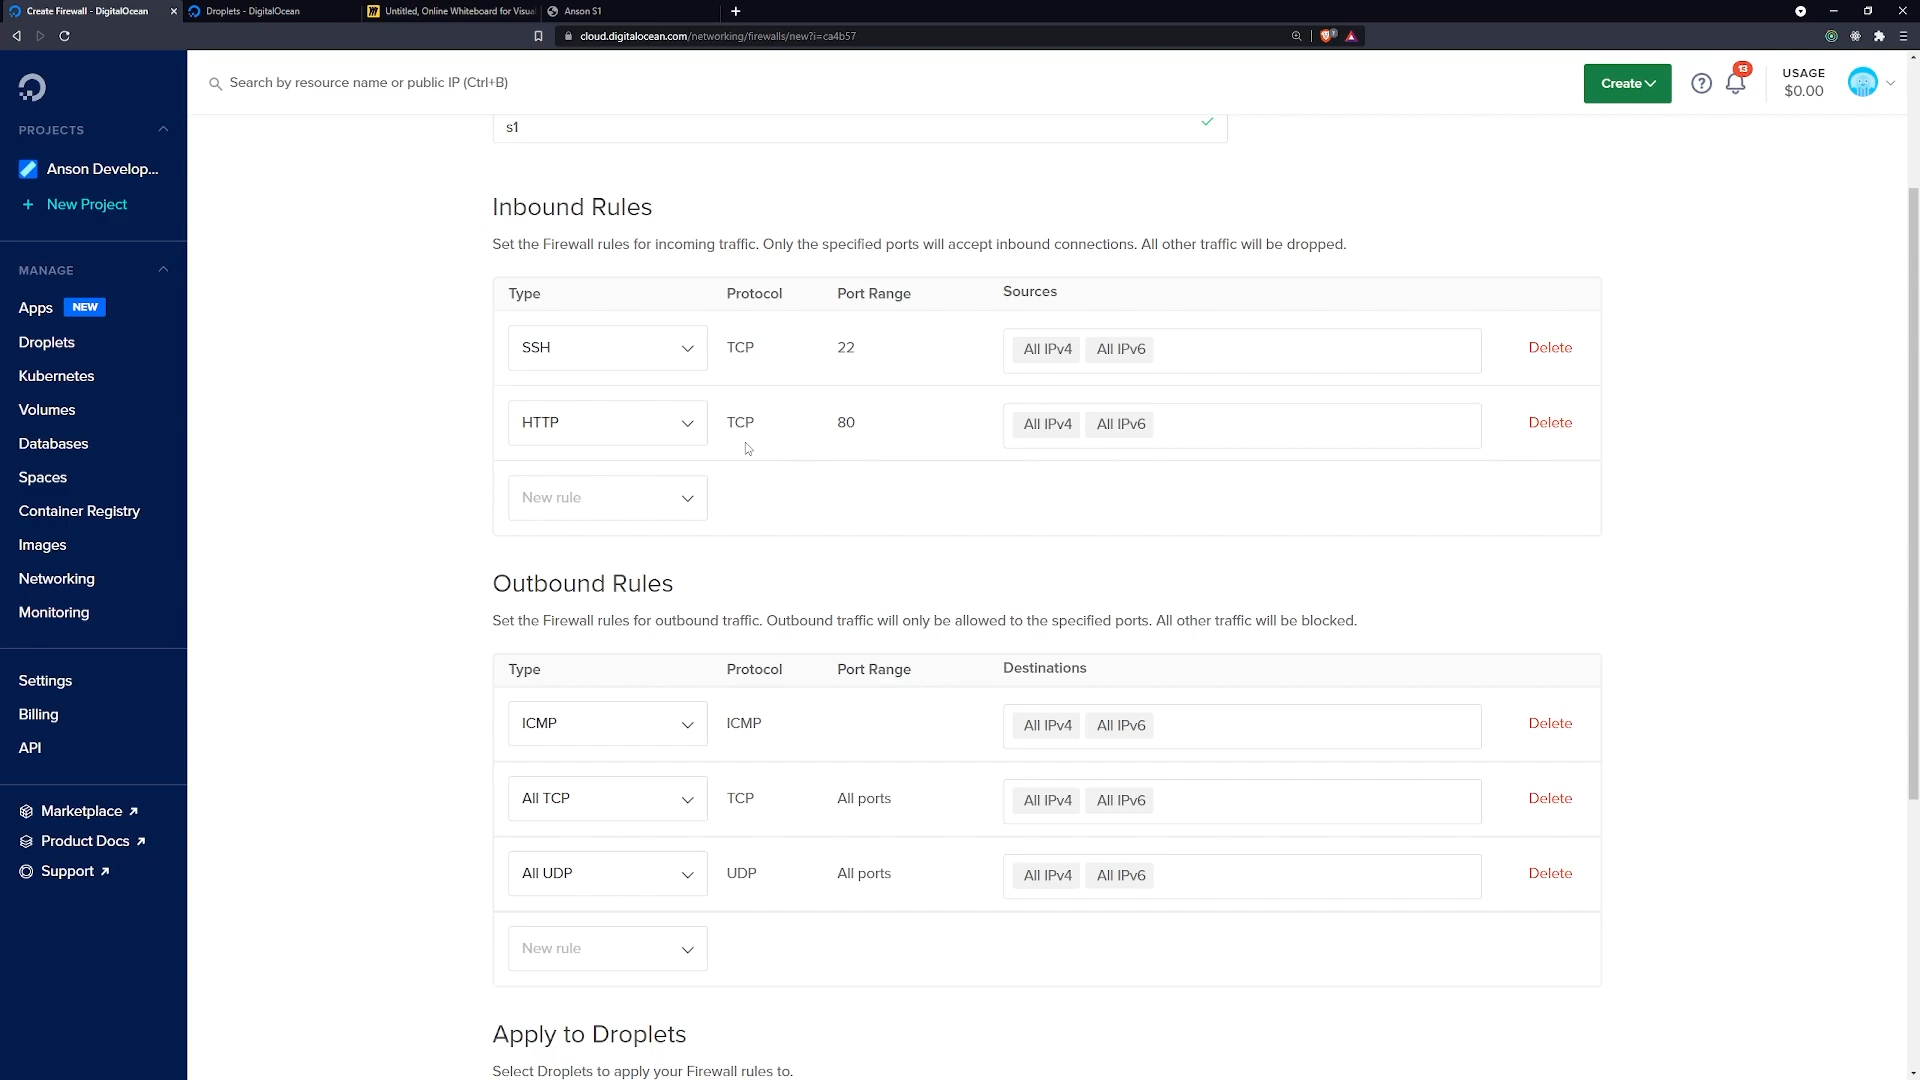 Create Firewall - DigitalOcean
Droplets - DigitalOcean
Untitled, Online Whiteboard for Visua
Anson S1
cloud.digitalocean.com/networking/firewalls/new?i=ca4b57
Search by resource name or public IP (Ctrl+B)
Create
13
USAGE
$0.00
PROJECTS
Anson Develop...
+ New Project
MANAGE
Apps NEW
Droplets
Kubernetes
Volumes
Databases
Spaces
Container Registry
Images
Networking
Monitoring
Settings
Billing
API
Marketplace
Product Docs
Support
s1
Inbound Rules
Set the Firewall rules for incoming traffic. Only the specified ports will accept inbound connections. All other traffic will be dropped.
Type Protocol Port Range Sources
SSH TCP 22 All IPv4 All IPv6 Delete
HTTP TCP 80 All IPv4 All IPv6 Delete
New rule
Outbound Rules
Set the Firewall rules for outbound traffic. Outbound traffic will only be allowed to the specified ports. All other traffic will be blocked.
Type Protocol Port Range Destinations
ICMP ICMP All IPv4 All IPv6 Delete
All TCP TCP All ports All IPv4 All IPv6 Delete
All UDP UDP All ports All IPv4 All IPv6 Delete
New rule
Apply to Droplets
Select Droplets to apply your Firewall rules to.